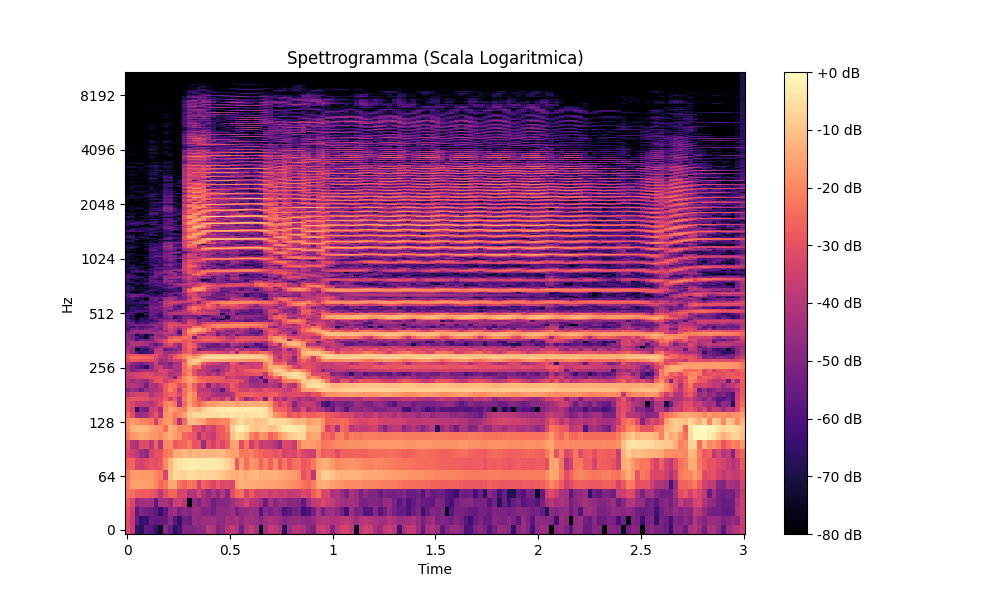 Spettrogramma (Scala Logaritmica)
Hz
8192
4096
2048
1024
512
256
128
64
0
0
0.5
1
1.5
2
2.5
3
Time
+0 dB
-10 dB
-20 dB
-30 dB
-40 dB
-50 dB
-60 dB
-70 dB
-80 dB